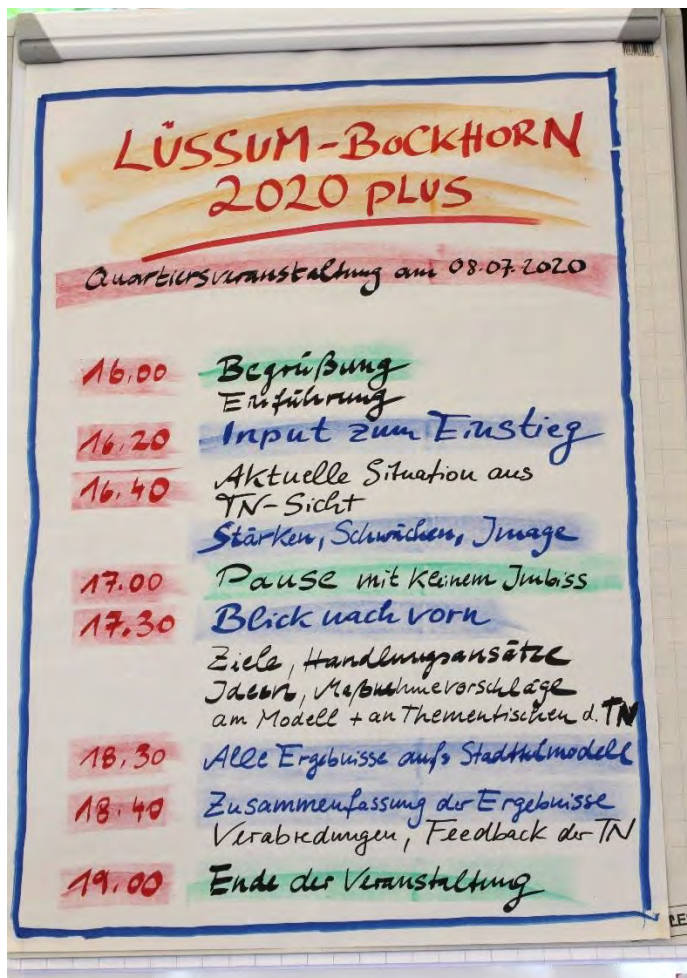 LÜSSUM-BOCKHORN
2020 PLUS
Quartiersveranstaltung am 08.07.2020
16.00 Begrüßung
Einführung
16.20 Input zum Einstieg
16.40 Aktuelle Situation aus
TN-Sicht
Stärken, Schwächen, Image
17.00 Pause mit kleinem Imbiss
17.30 Blick nach vorn
Ziele, Handlungsansätze
Ideen, Maßnahmevorschläge
am Modell + an Thementischen d. TN
18.30 Alle Ergebnisse aufs Stadtteilmodell
18.40 Zusammenfassung der Ergebnisse
Verabredungen, Feedback der TN
19.00 Ende der Veranstaltung